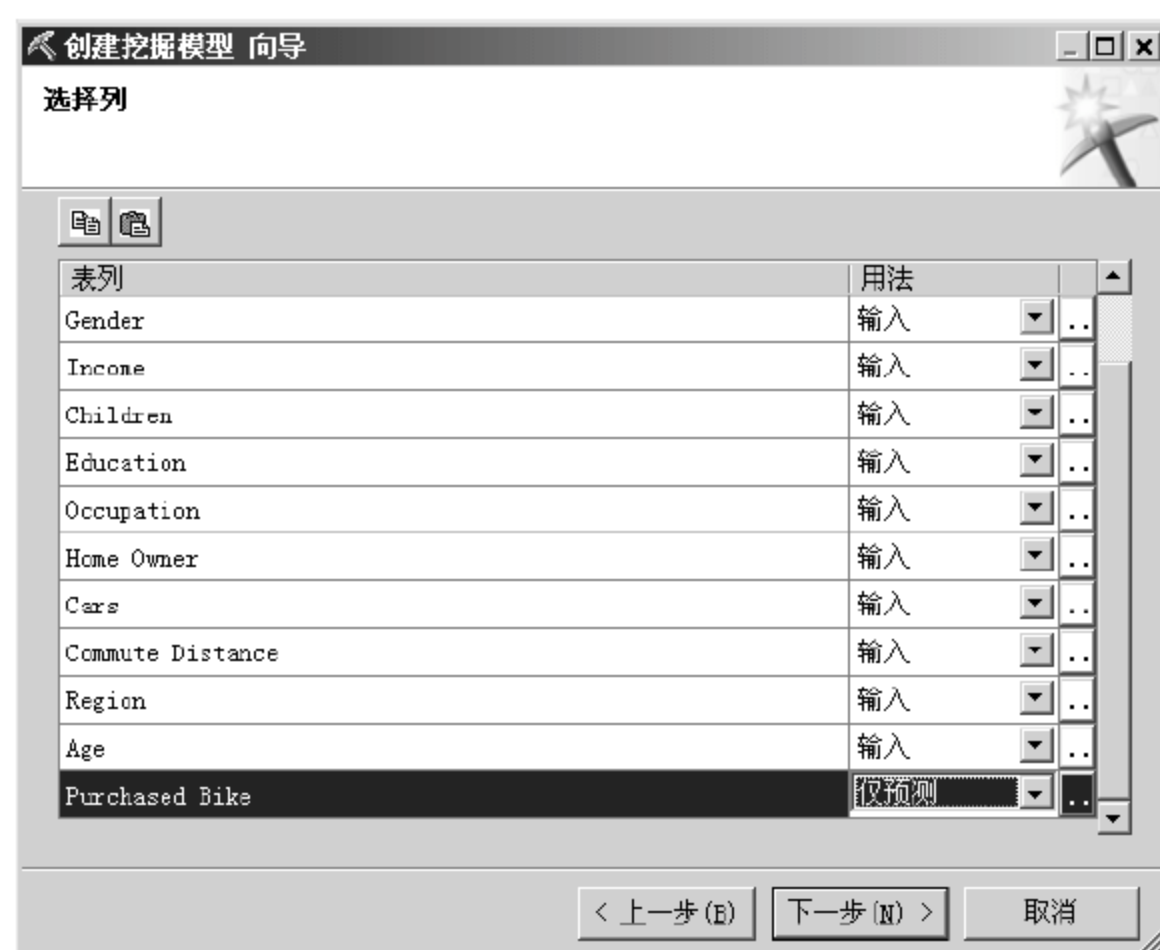 创建挖掘模型 向导
选择列
表列 用法
Gender 输入 ..
Income 输入 ..
Children 输入 ..
Education 输入 ..
Occupation 输入 ..
Home Owner 输入 ..
Cars 输入 ..
Commute Distance 输入 ..
Region 输入 ..
Age 输入 ..
Purchased Bike 仅预测 ..
< 上一步(B) 下一步(N) > 取消